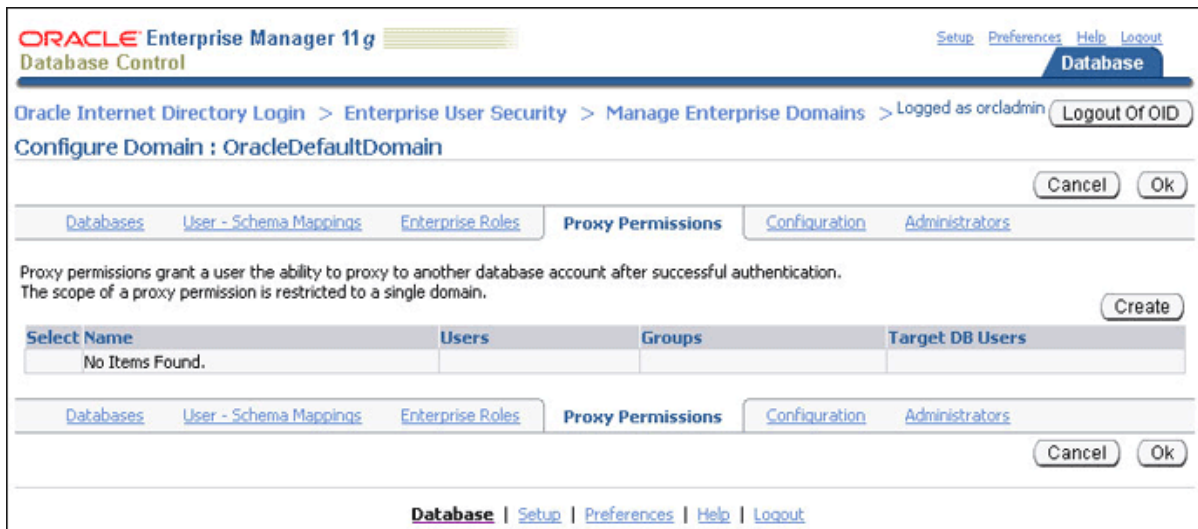 ORACLE Enterprise Manager 11g
Database Control
Setup Preferences Help Logout
Database
Oracle Internet Directory Login > Enterprise User Security > Manage Enterprise Domains > Logged as orcladmin Logout Of OID
Configure Domain : OracleDefaultDomain
Cancel Ok
Databases User - Schema Mappings Enterprise Roles Proxy Permissions Configuration Administrators
Proxy permissions grant a user the ability to proxy to another database account after successful authentication.
The scope of a proxy permission is restricted to a single domain.
Create
Select Name Users Groups Target DB Users
No Items Found.
Databases User - Schema Mappings Enterprise Roles Proxy Permissions Configuration Administrators
Cancel Ok
Database | Setup | Preferences | Help | Logout